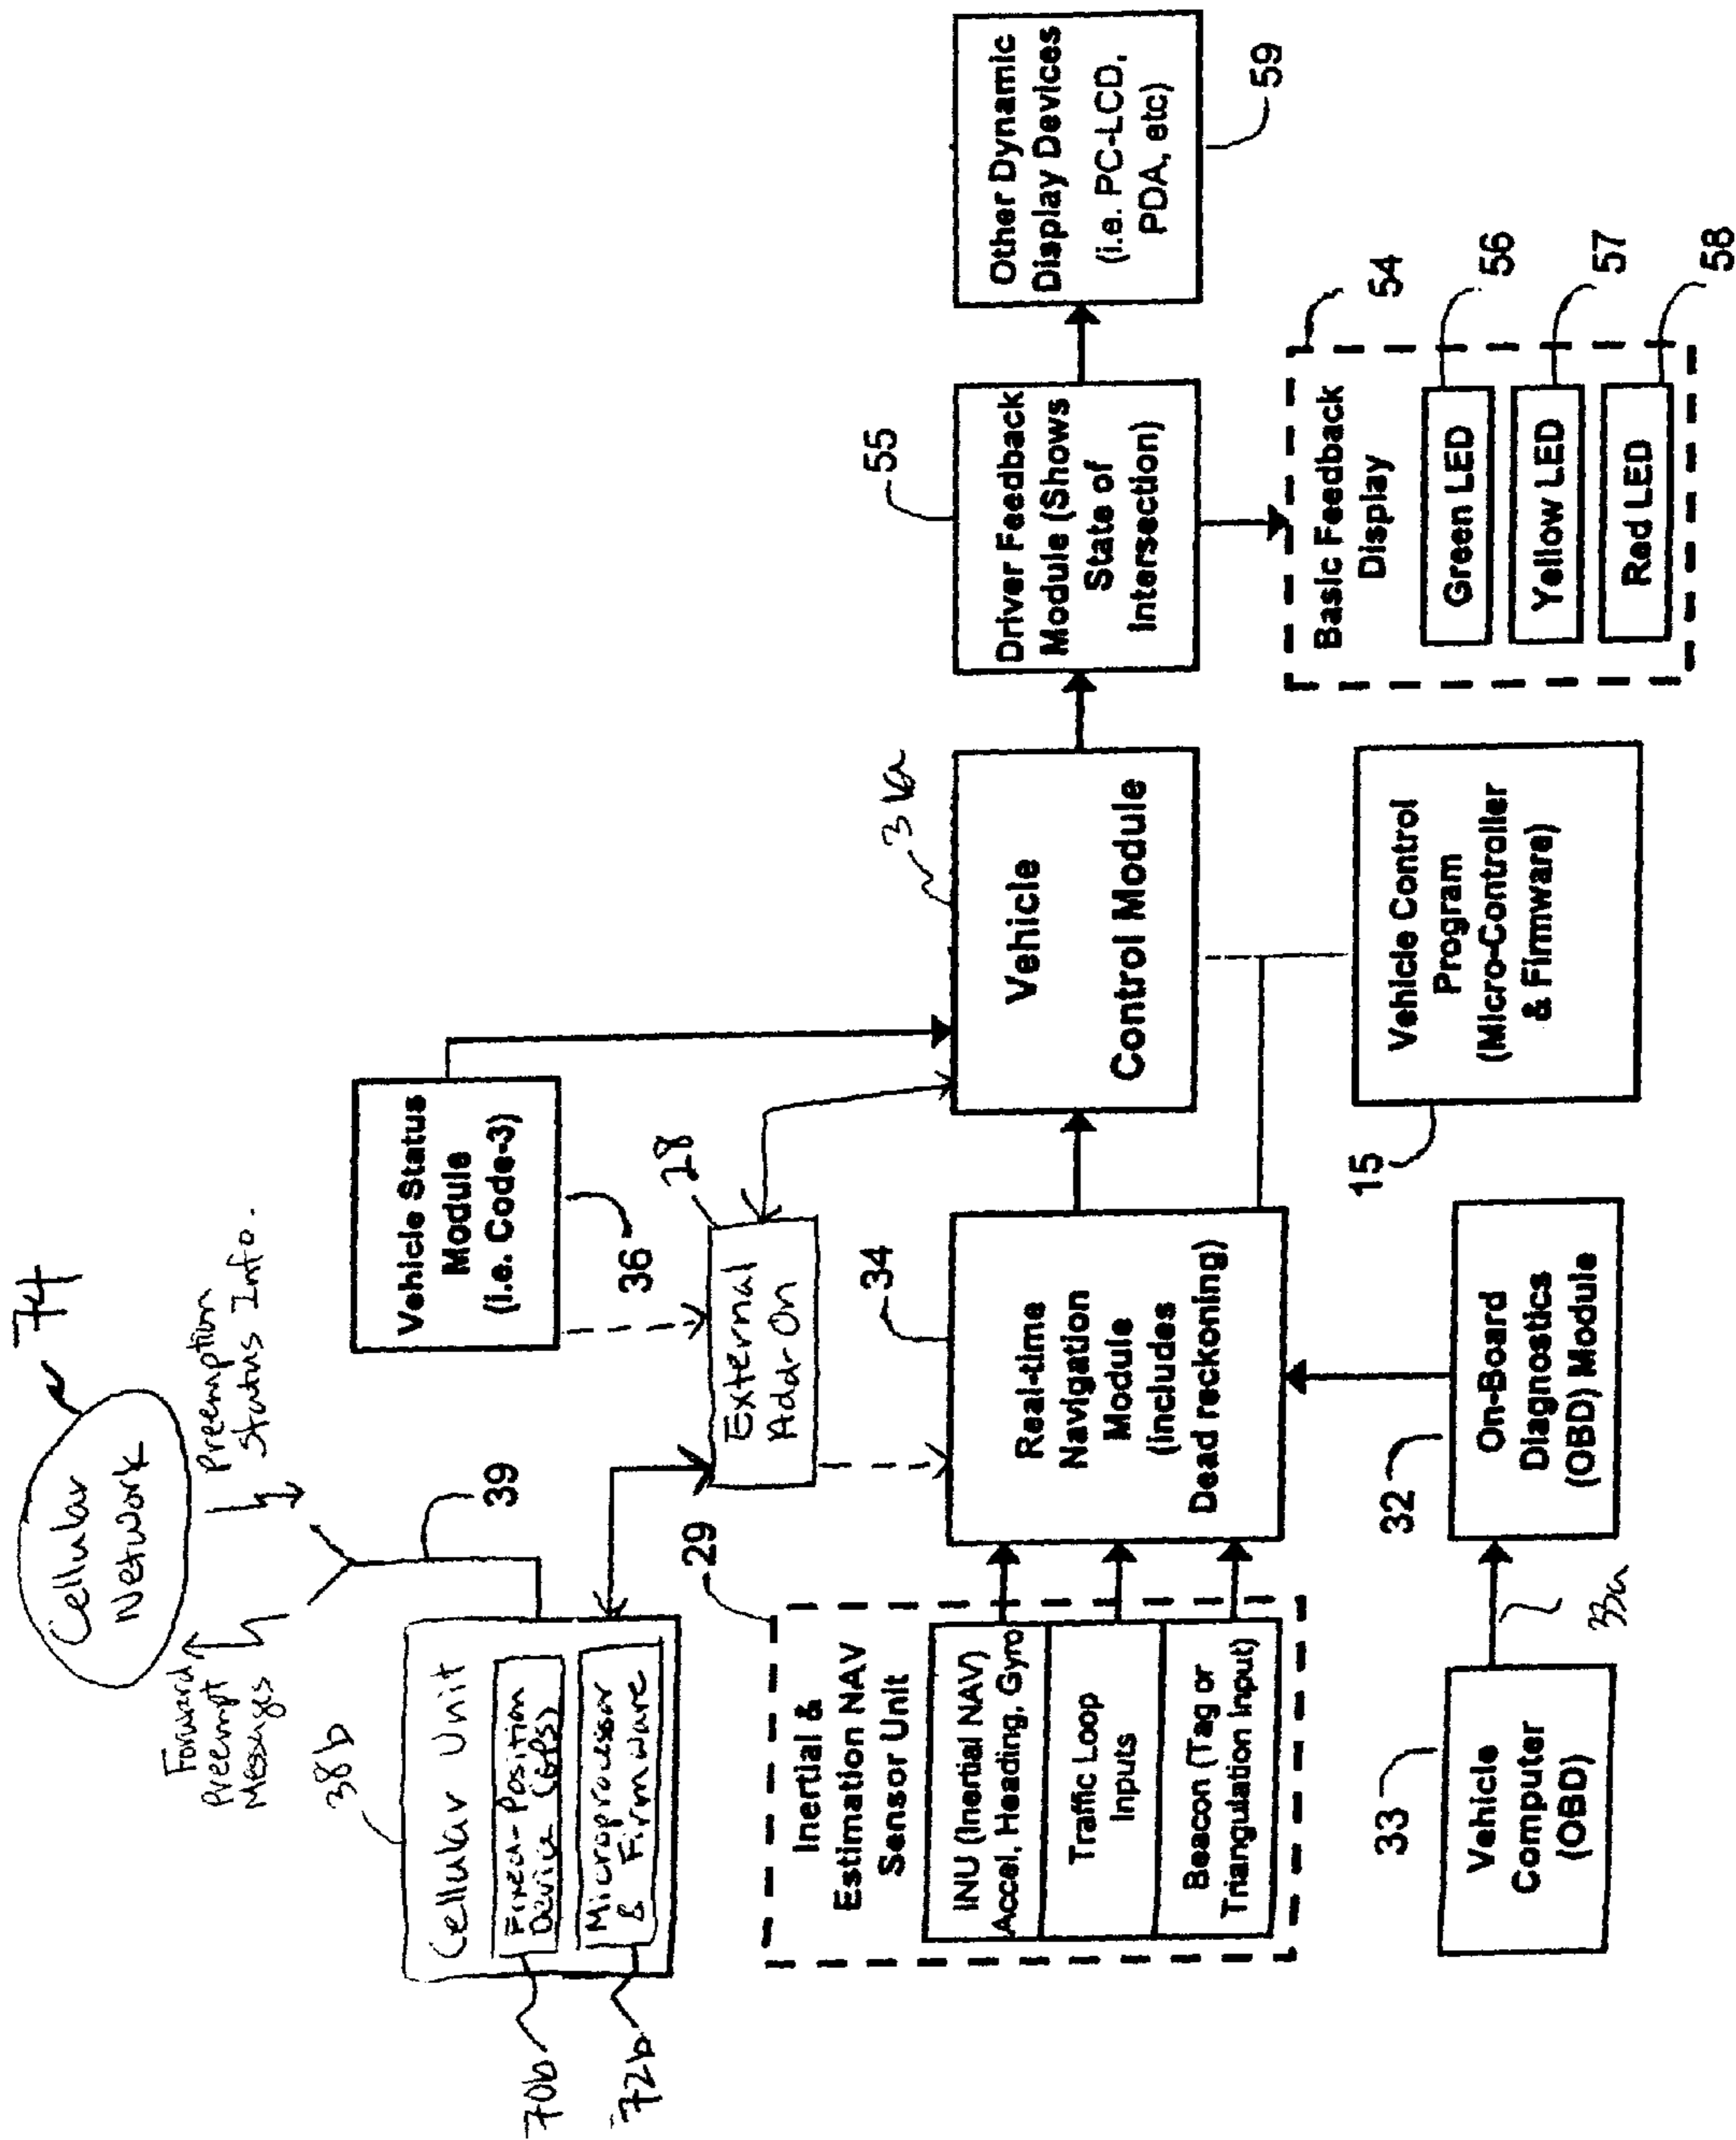 74
Cellular
Network
Forward
Preempt
Messages
Preemption
Status Info.
39
38b
Cellular Unit
Fixed-Position
Device (GPS)
Microprocessor
& Firmware
70b
72b
Vehicle Status
Module
(i.e. Code-3)
36
28
External
Add-On
29
Inertial &
Estimation NAV
Sensor Unit
INU (Inertial NAV)
Accel, Heading, Gyro
Traffic Loop
Inputs
Beacon (Tag or
Triangulation Input)
34
Real-time
Navigation
Module
(includes
Dead reckoning)
Vehicle
Control Module
55
Driver Feedback
Module (Shows
State of
Intersection)
Other Dynamic
Display Devices
(i.e. PC-LCD,
PDA, etc)
59
54
Basic Feedback
Display
Green LED
56
Yellow LED
57
Red LED
58
33
Vehicle
Computer
(OBD)
33a
32
On-Board
Diagnostics
(OBD) Module
15
Vehicle Control
Program
(Micro-Controller
& Firmware)